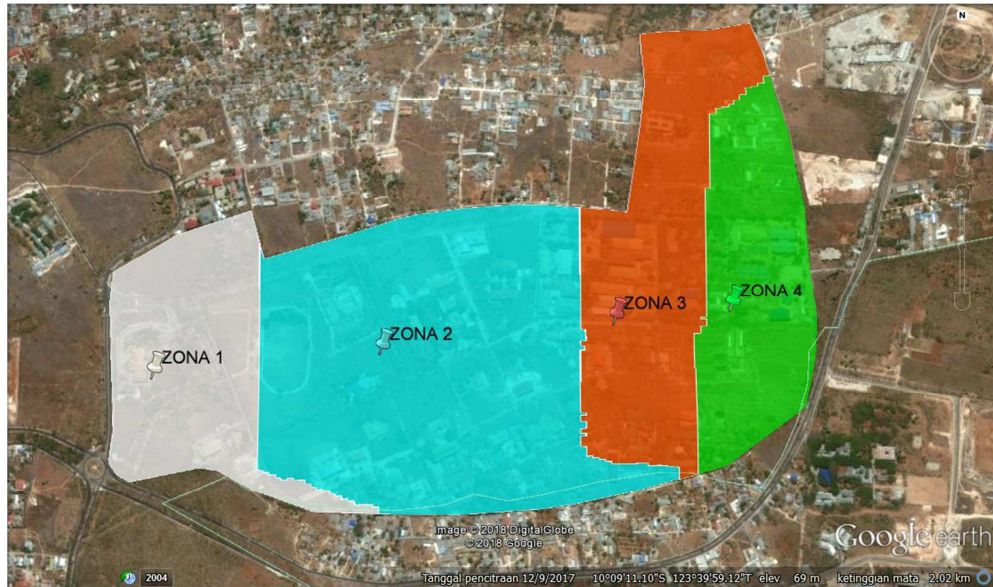 N
ZONA 4
ZONA 3
ZONA 2
ZONA 1
Image © 2018 DigitalGlobe
© 2018 Google
Google earth
2004
Tanggal pencitraan 12/9/2017 10°09'11.10"S 123°39'59.12"T elev 69 m ketinggian mata 2.02 km